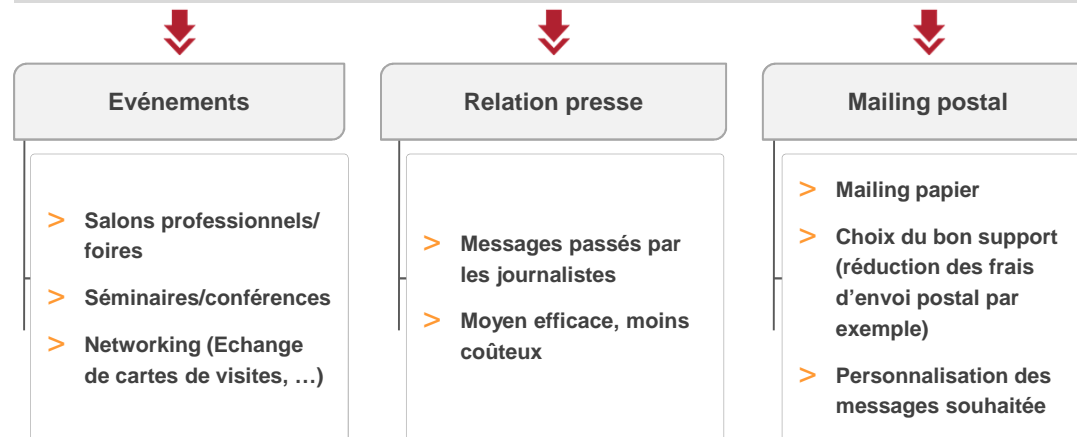 Evénements
> Salons professionnels/
foires
> Séminaires/conférences
> Networking (Echange
de cartes de visites, …)
Relation presse
> Messages passés par
les journalistes
> Moyen efficace, moins
coûteux
Mailing postal
> Mailing papier
> Choix du bon support
(réduction des frais
d’envoi postal par
exemple)
> Personnalisation des
messages souhaitée